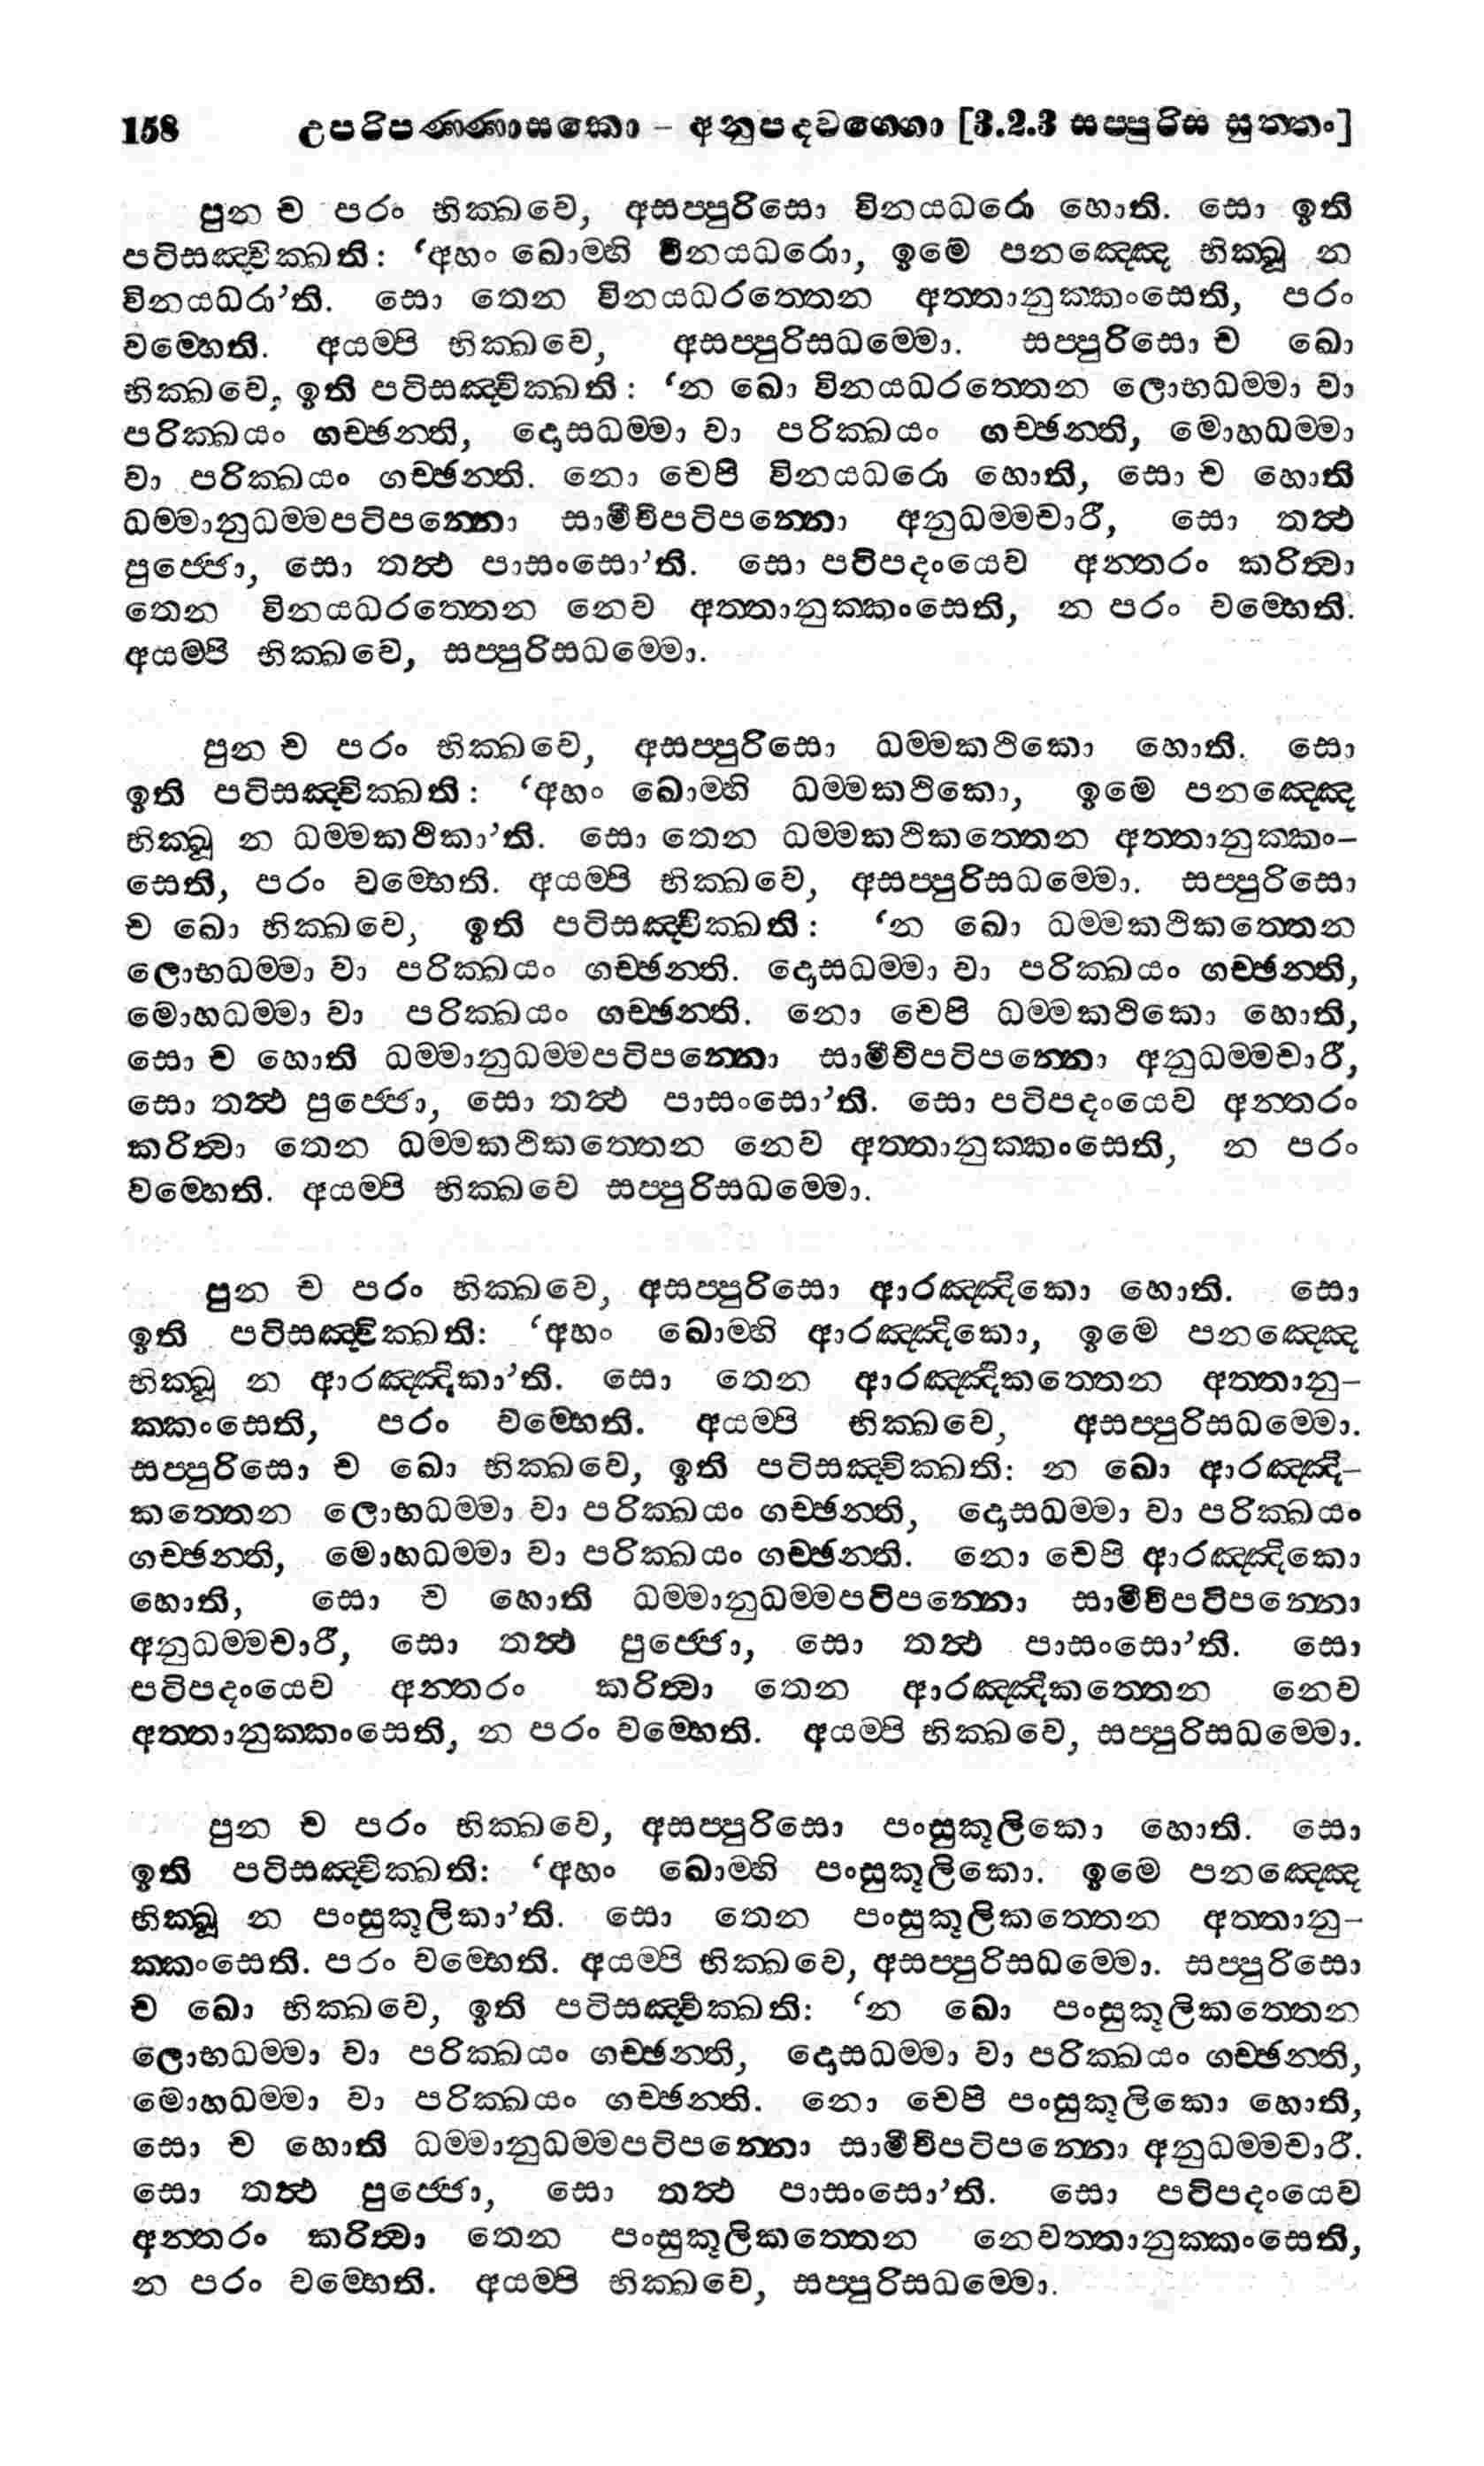 158 උපරිපණ්ණාසකො – අනුපදවග්ගො [3.2.3 සප්පුරිස සුත්තං]
පුන ච පරං භික්ඛවෙ, අසප්පුරිසො විනයධරො හොති. සො ඉති
පටිසඤ්චික්ඛති: ‘අහං ඛොම්හි විනයධරො, ඉමෙ පනඤ්ඤෙ භික්ඛූ න
විනයධරා’ති. සො තෙන විනයධරත්තෙන අත්තානුක්කංසෙති, පරං
වම්භෙති. අයම්පි භික්ඛවෙ, අසප්පුරිසධම්මො. සප්පුරිසො ච ඛො
භික්ඛවෙ, ඉති පටිසඤ්චික්ඛති: ‘න ඛො විනයධරත්තෙන ලොභධම්මා වා
පරික්ඛයං ගච්ඡන්ති, දොසධම්මා වා පරික්ඛයං ගච්ඡන්ති, මොහධම්මා
වා පරික්ඛයං ගච්ඡන්ති. නො චෙපි විනයධරො හොති, සො ච හොති
ධම්මානුධම්මපටිපන්නො සාමීචිපටිපන්නො අනුධම්මචාරී, සො තත්ථ
පුජ්ජො, සො තත්ථ පාසංසො’ති. සො පටිපදංයෙව අන්තරං කරිත්වා
තෙන විනයධරත්තෙන නෙව අත්තානුක්කංසෙති, න පරං වම්භෙති.
අයම්පි භික්ඛවෙ, සප්පුරිසධම්මො.
පුන ච පරං භික්ඛවෙ, අසප්පුරිසො ධම්මකථිකො හොති. සො
ඉති පටිසඤ්චික්ඛති: ‘අහං ඛොම්හි ධම්මකථිකො, ඉමෙ පනඤ්ඤෙ
භික්ඛූ න ධම්මකථිකා’ති. සො තෙන ධම්මකථිකත්තෙන අත්තානුක්කං-
සෙති, පරං වම්භෙති. අයම්පි භික්ඛවෙ, අසප්පුරිසධම්මො. සප්පුරිසො
ච ඛො භික්ඛවෙ, ඉති පටිසඤ්චික්ඛති: ‘න ඛො ධම්මකථිකත්තෙන
ලොභධම්මා වා පරික්ඛයං ගච්ඡන්ති. දොසධම්මා වා පරික්ඛයං ගච්ඡන්ති,
මොහධම්මා වා පරික්ඛයං ගච්ඡන්ති. නො චෙපි ධම්මකථිකො හොති,
සො ච හොති ධම්මානුධම්මපටිපන්නො සාමීචිපටිපන්නො අනුධම්මචාරී,
සො තත්ථ පුජ්ජො, සො තත්ථ පාසංසො’ති. සො පටිපදංයෙව අන්තරං
කරිත්වා තෙන ධම්මකථිකත්තෙන නෙව අත්තානුක්කංසෙති, න පරං
වම්භෙති. අයම්පි භික්ඛවෙ සප්පුරිසධම්මො.
පුන ච පරං භික්ඛවෙ, අසප්පුරිසො ආරඤ්ඤිකො හොති. සො
ඉති පටිසඤ්චික්ඛති: ‘අහං ඛොම්හි ආරඤ්ඤිකො, ඉමෙ පනඤ්ඤෙ
භික්ඛූ න ආරඤ්ඤිකා’ති. සො තෙන ආරඤ්ඤිකත්තෙන අත්තානු-
ක්කංසෙති, පරං වම්භෙති. අයම්පි භික්ඛවෙ, අසප්පුරිසධම්මො.
සප්පුරිසො ච ඛො භික්ඛවෙ, ඉති පටිසඤ්චික්ඛති: න ඛො ආරඤ්ඤි-
කත්තෙන ලොභධම්මා වා පරික්ඛයං ගච්ඡන්ති, දොසධම්මා වා පරික්ඛයං
ගච්ඡන්ති, මොහධම්මා වා පරික්ඛයං ගච්ඡන්ති. නො චෙපි ආරඤ්ඤිකො
හොති, සො ච හොති ධම්මානුධම්මපටිපන්නො සාමීචිපටිපන්නො
අනුධම්මචාරී, සො තත්ථ පුජ්ජො, සො තත්ථ පාසංසො’ති. සො
පටිපදංයෙව අන්තරං කරිත්වා තෙන ආරඤ්ඤිකත්තෙන නෙව
අත්තානුක්කංසෙති, න පරං වම්භෙති. අයම්පි භික්ඛවෙ, සප්පුරිසධම්මො.
පුන ච පරං භික්ඛවෙ, අසප්පුරිසො පංසුකූලිකො හොති. සො
ඉති පටිසඤ්චික්ඛති: ‘අහං ඛොම්හි පංසුකූලිකො. ඉමෙ පනඤ්ඤෙ
භික්ඛූ න පංසුකූලිකා’ති. සො තෙන පංසුකූලිකත්තෙන අත්තානු-
ක්කංසෙති. පරං වම්භෙති. අයම්පි භික්ඛවෙ, අසප්පුරිසධම්මො. සප්පුරිසො
ච ඛො භික්ඛවෙ, ඉති පටිසඤ්චික්ඛති: ‘න ඛො පංසුකූලිකත්තෙන
ලොභධම්මා වා පරික්ඛයං ගච්ඡන්ති, දොසධම්මා වා පරික්ඛයං ගච්ඡන්ති,
මොහධම්මා වා පරික්ඛයං ගච්ඡන්ති. නො චෙපි පංසුකූලිකො හොති,
සො ච හොති ධම්මානුධම්මපටිපන්නො සාමීචිපටිපන්නො අනුධම්මචාරී.
සො තත්ථ පුජ්ජො, සො තත්ථ පාසංසො’ති. සො පටිපදංයෙව
අන්තරං කරිත්වා තෙන පංසුකූලිකත්තෙන නෙවත්තානුක්කංසෙති,
න පරං වම්භෙති. අයම්පි භික්ඛවෙ, සප්පුරිසධම්මො.